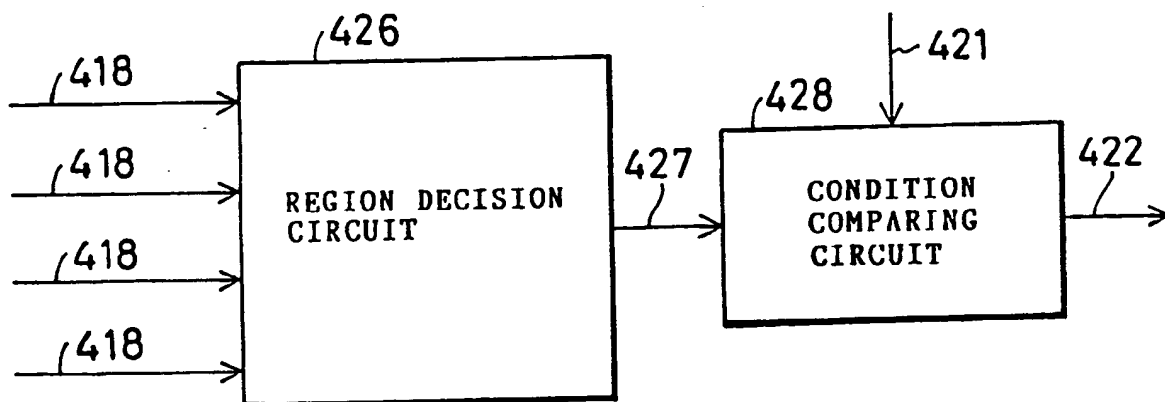 426
421
418
428
418
427
422
REGION DECISION
CIRCUIT
CONDITION
COMPARING
CIRCUIT
418
418